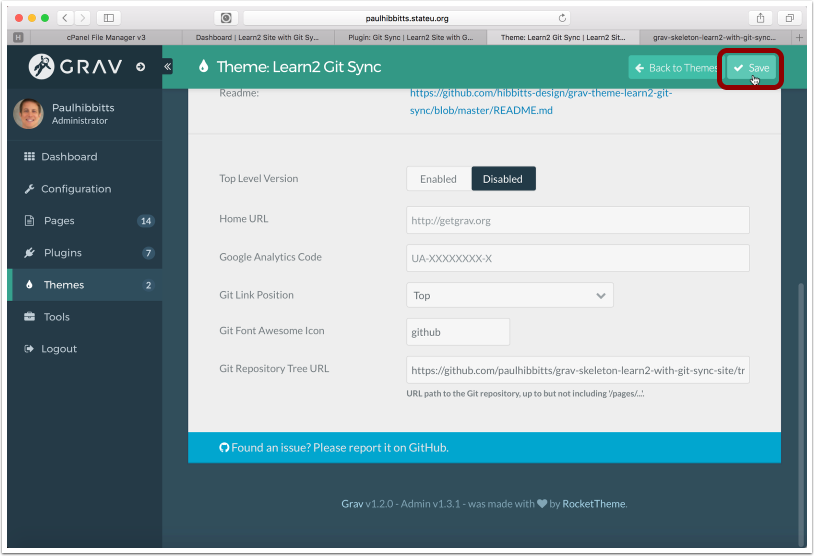 paulhibbitts.stateu.org
H
cPanel File Manager v3
Dashboard | Learn2 Site with Git Sy...
Plugin: Git Sync | Learn2 Site with G...
Theme: Learn2 Git Sync | Learn2 Sit...
grav-skeleton-learn2-with-git-sync...
GRAV
Theme: Learn2 Git Sync
Back to Themes
Save
Paulhibbitts
Administrator
Dashboard
Configuration
Pages 14
Plugins 7
Themes 2
Tools
Logout
Readme:
https://github.com/hibbitts-design/grav-theme-learn2-git-
sync/blob/master/README.md
Top Level Version
Enabled Disabled
Home URL
http://getgrav.org
Google Analytics Code
UA-XXXXXXXX-X
Git Link Position
Top
Git Font Awesome Icon
github
Git Repository Tree URL
https://github.com/paulhibbitts/grav-skeleton-learn2-with-git-sync-site/tr
URL path to the Git repository, up to but not including '/pages/...'.
Found an issue? Please report it on GitHub.
Grav v1.2.0 - Admin v1.3.1 - was made with by RocketTheme.